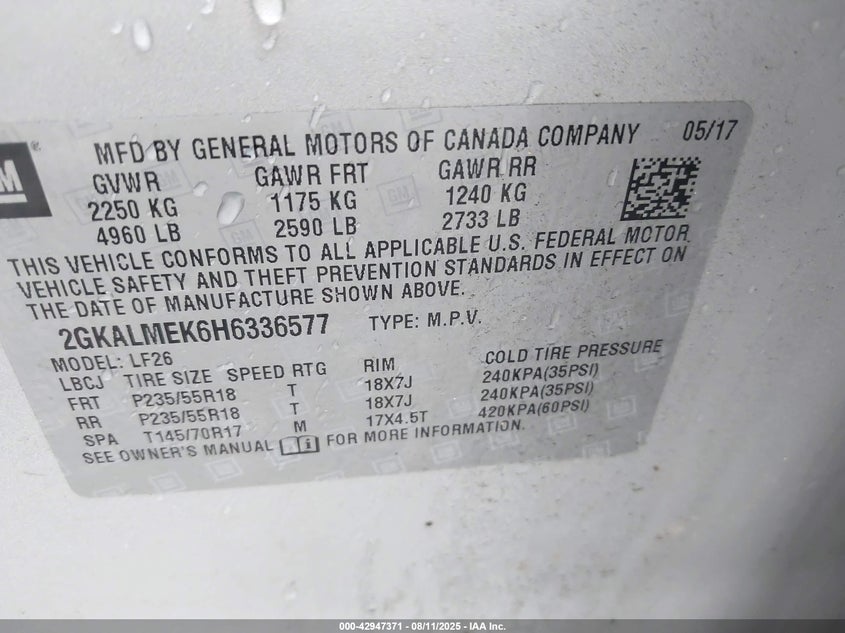 GM
MFD BY GENERAL MOTORS OF CANADA COMPANY 05/17
GVWR GAWR FRT GAWR RR
2250 KG 1175 KG 1240 KG
4960 LB 2590 LB 2733 LB
THIS VEHICLE CONFORMS TO ALL APPLICABLE U.S. FEDERAL MOTOR
VEHICLE SAFETY AND THEFT PREVENTION STANDARDS IN EFFECT ON
THE DATE OF MANUFACTURE SHOWN ABOVE.
2GKALMEK6H6336577 TYPE: M.P.V.
MODEL: LF26
LBCJ TIRE SIZE SPEED RTG RIM COLD TIRE PRESSURE
FRT P235/55R18 T 18X7J 240KPA(35PSI)
RR P235/55R18 T 18X7J 240KPA(35PSI)
SPA T145/70R17 M 17X4.5T 420KPA(60PSI)
SEE OWNER'S MANUAL FOR MORE INFORMATION.
000-42947371 - 08/11/2025 - IAA Inc.